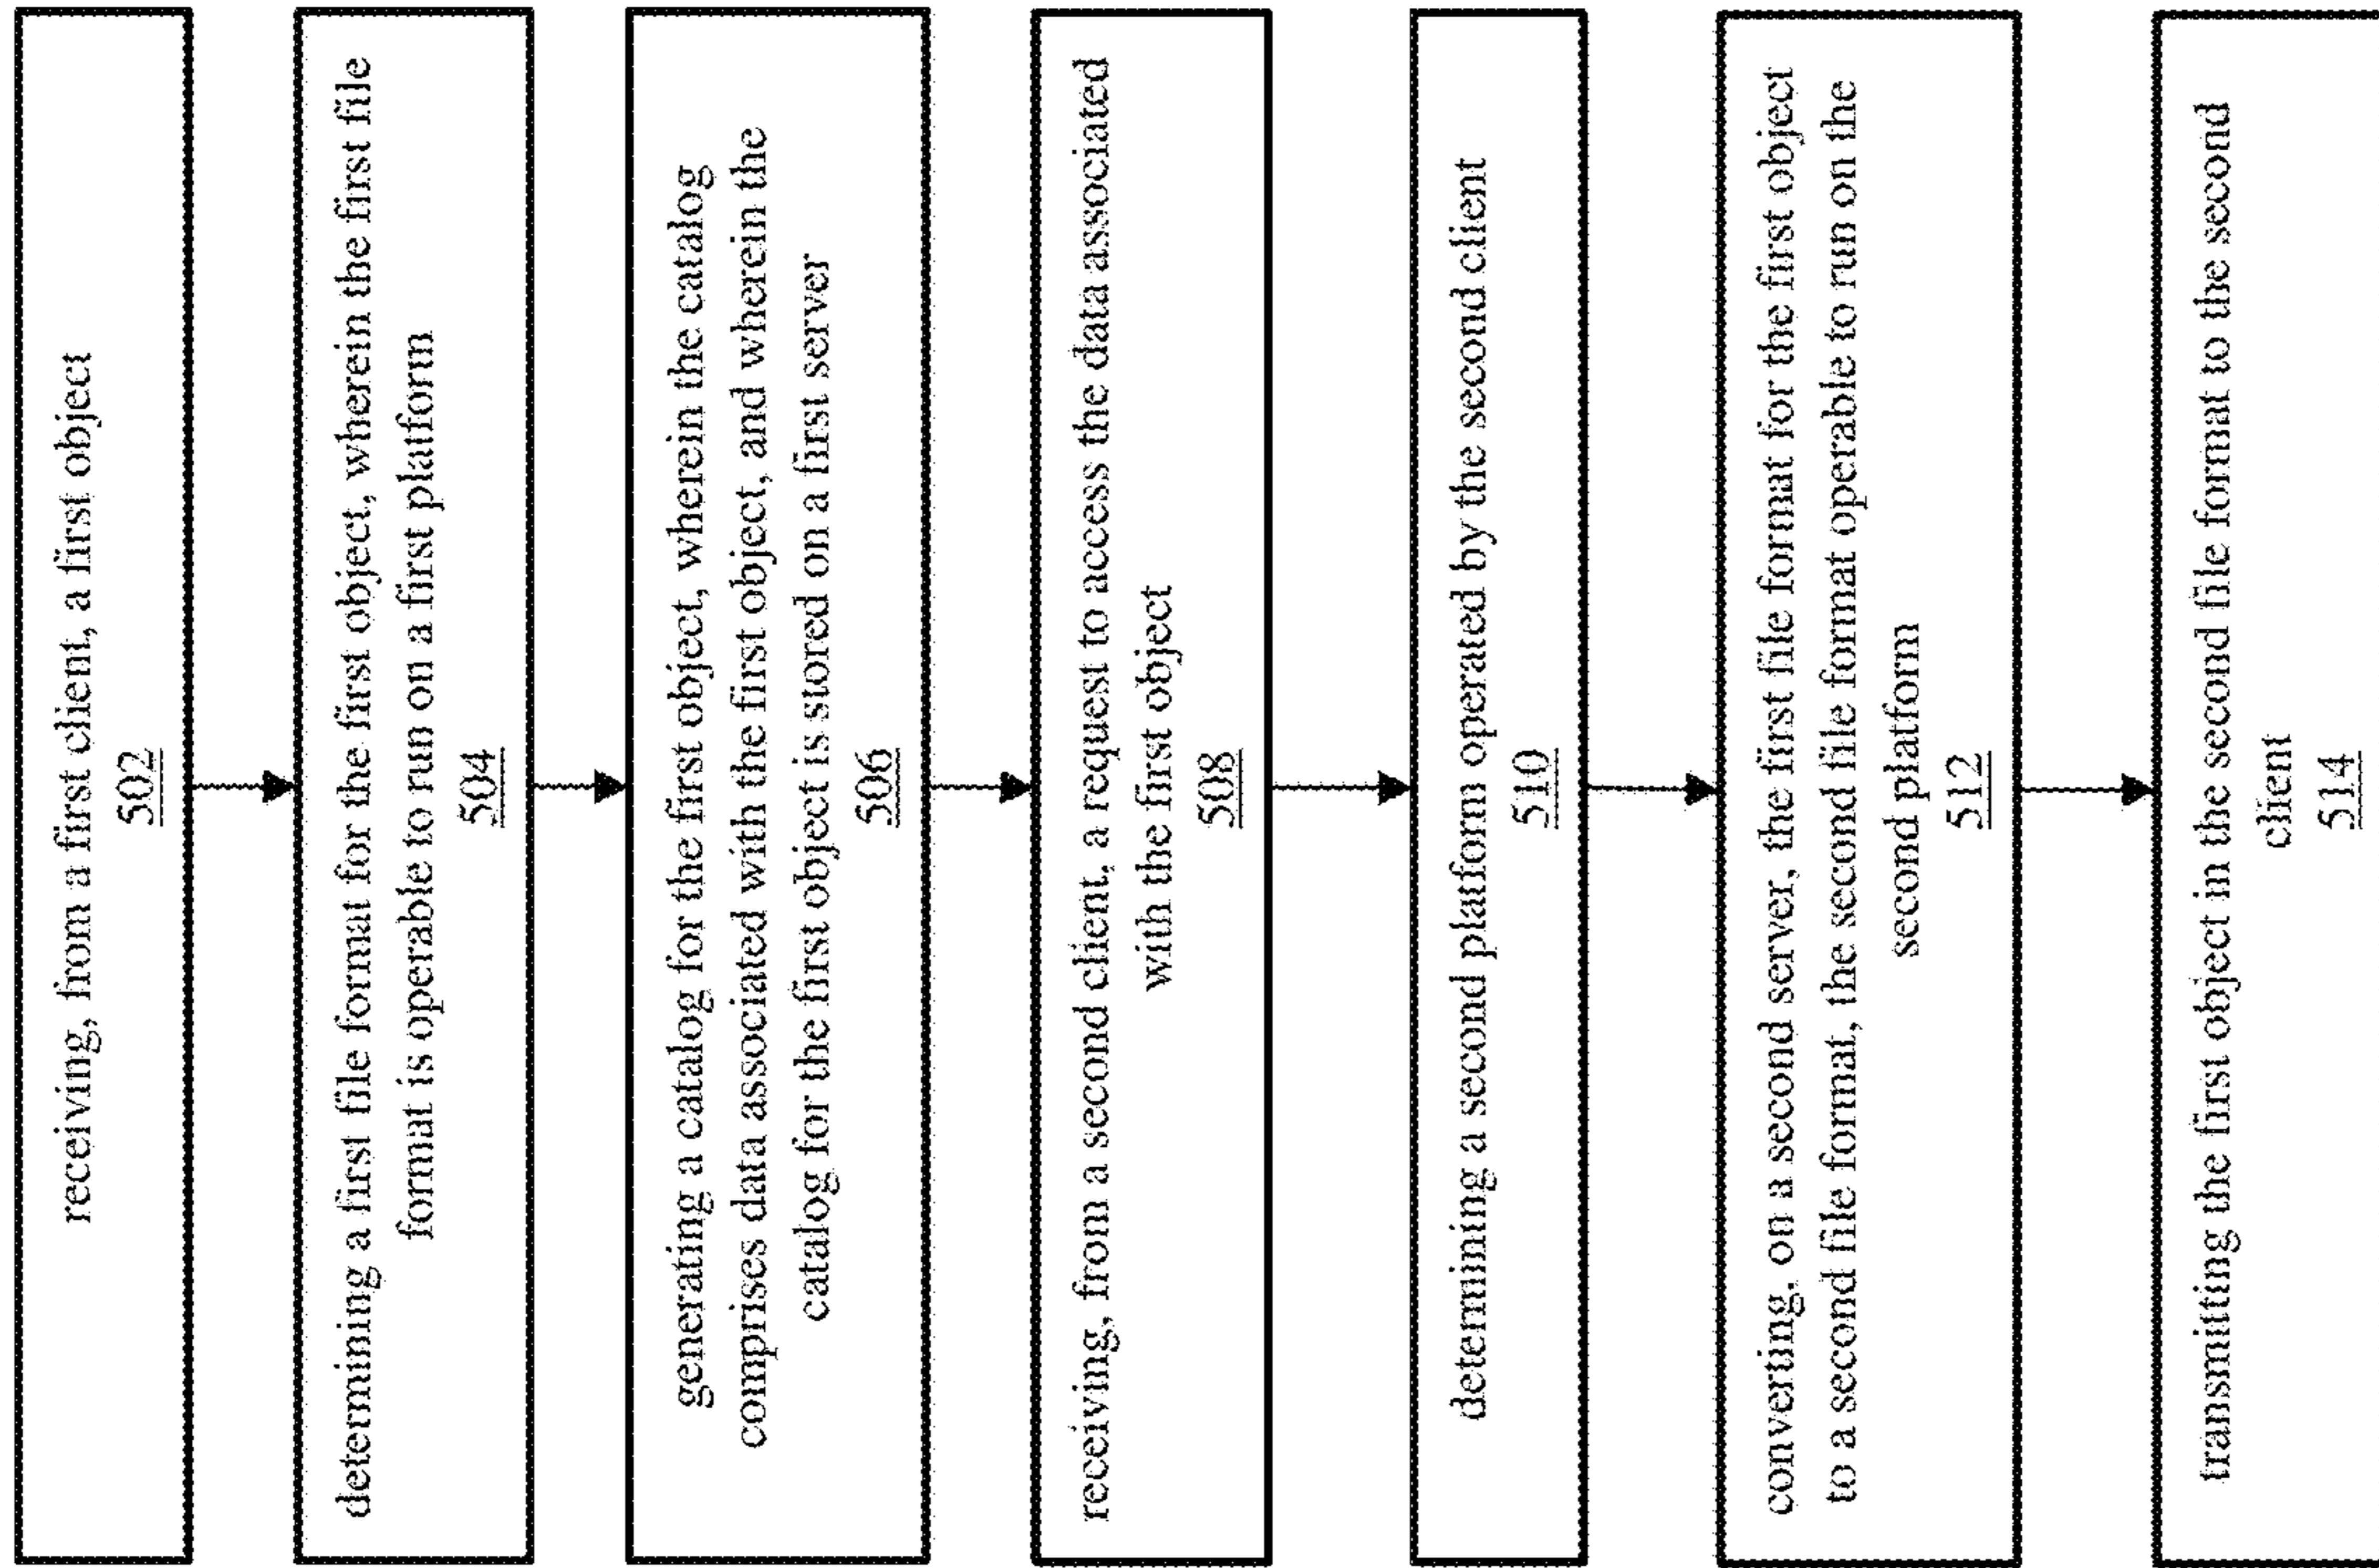 receiving, from a first client, a first object
502
determining a first file format for the first object, wherein the first file
format is operable to run on a first platform
504
generating a catalog for the first object, wherein the catalog
comprises data associated with the first object, and wherein the
catalog for the first object is stored on a first server
506
receiving, from a second client, a request to access the data associated
with the first object
508
determining a second platform operated by the second client
510
converting, on a second server, the first file format for the first object
to a second file format, the second file format operable to run on the
second platform
512
transmitting the first object in the second file format to the second
client
514